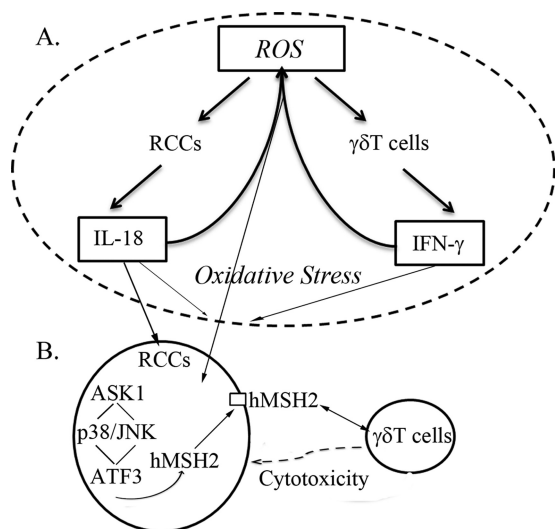 A.
ROS
RCCs
γδT cells
IL-18
IFN-γ
Oxidative Stress
B.
RCCs
ASK1
hMSH2
p38/JNK
hMSH2
γδT cells
ATF3
Cytotoxicity